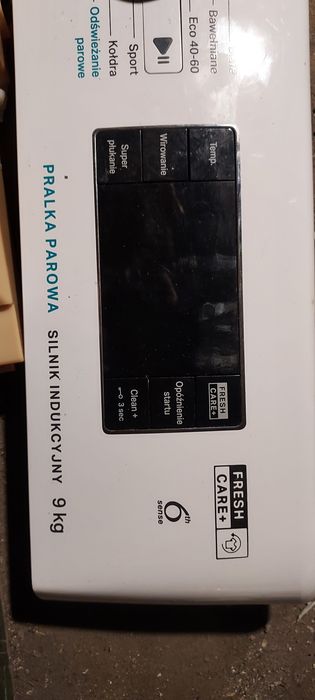 Bawełniane
Eco 40-60
Sport
Kołdra
Odświeżanie
parowe
Temp.
Wirowanie
Super
płukanie
FRESH
CARE+
Opóźnienie
startu
Clean +
3 sec
FRESH
CARE+
6th
sense
PRALKA PAROWA SILNIK INDUKCYJNY 9 kg